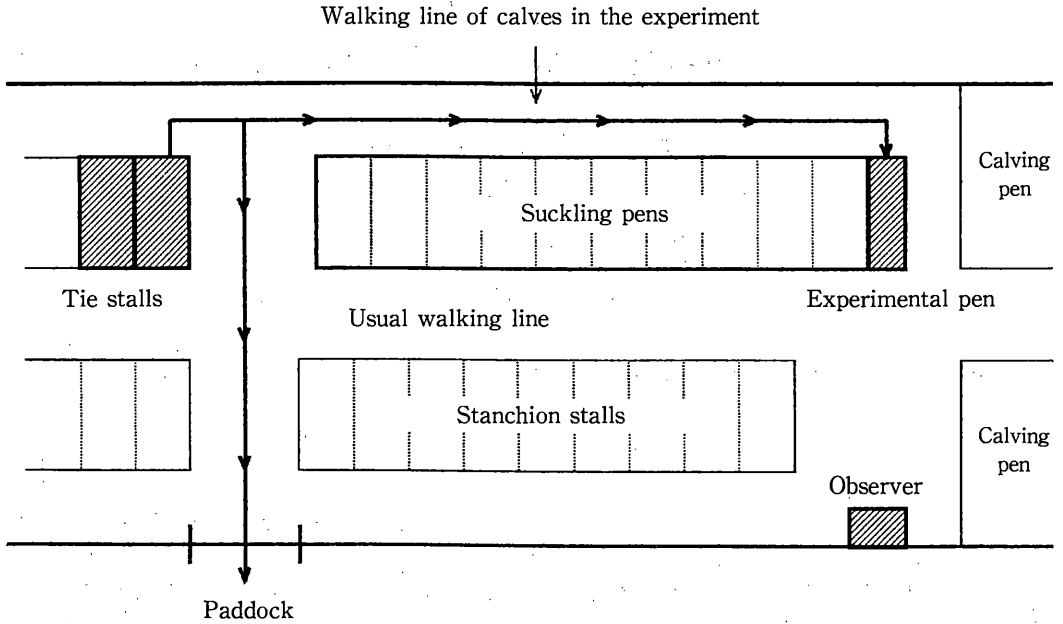 Walking line of calves in the experiment
Calving
pen
Suckling pens
Tie stalls
Experimental pen
Usual walking line
Stanchion stalls
Calving
pen
Observer
Paddock